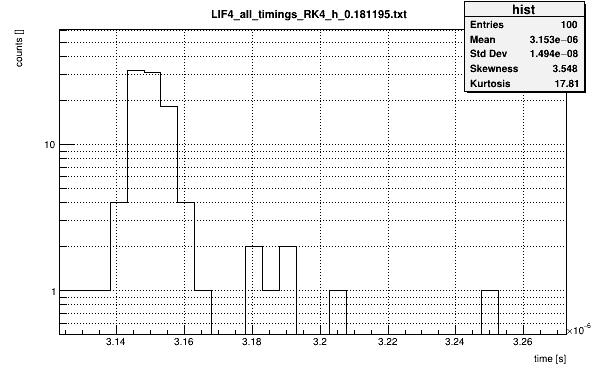 LIF4_all_timings_RK4_h_0.181195.txt
hist
Entries 100
Mean 3.153e−06
Std Dev 1.494e−08
Skewness 3.548
Kurtosis 17.81
counts []
10
1
3.14 3.16 3.18 3.2 3.22 3.24 3.26
×10⁻⁶
time [s]